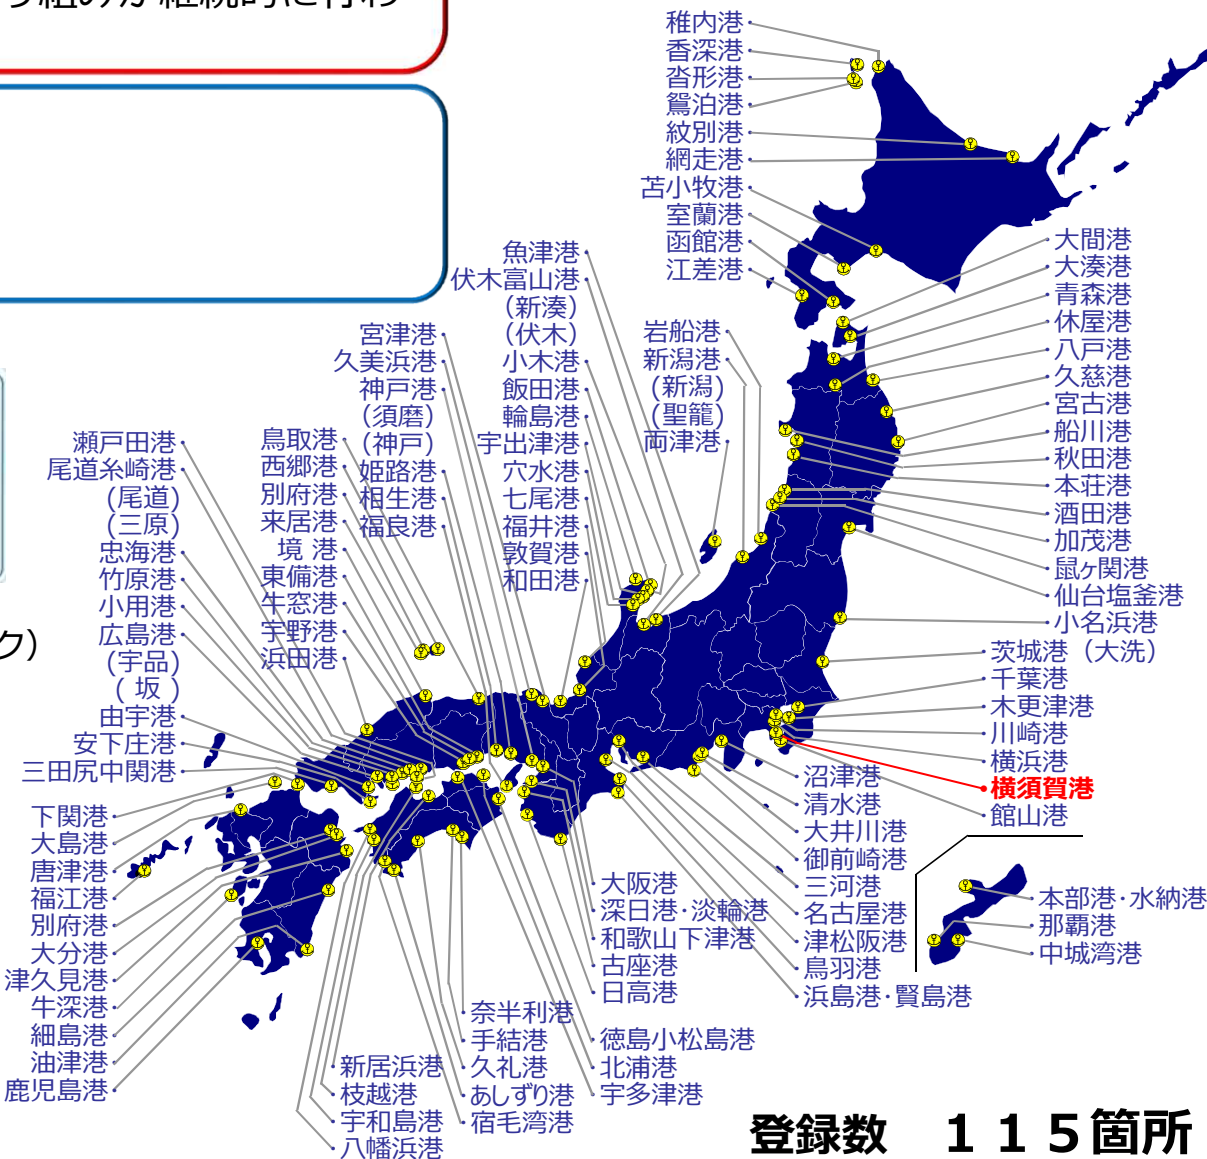 り組みが継続的に行わ
ク）
稚内港
香深港
沓形港
鴛泊港
紋別港
網走港
苫小牧港
室蘭港
函館港
江差港
大間港
大湊港
青森港
休屋港
八戸港
久慈港
宮古港
船川港
秋田港
本荘港
酒田港
加茂港
鼠ヶ関港
仙台塩釜港
小名浜港
茨城港（大洗）
千葉港
木更津港
川崎港
横浜港
横須賀港
館山港
岩船港
新潟港
（新潟）
（聖籠）
両津港
魚津港
伏木富山港
（新湊）
（伏木）
小木港
飯田港
輪島港
宇出津港
穴水港
七尾港
福井港
敦賀港
和田港
宮津港
久美浜港
神戸港
（須磨）
（神戸）
姫路港
相生港
福良港
鳥取港
西郷港
別府港
来居港
境 港
東備港
牛窓港
宇野港
浜田港
瀬戸田港
尾道糸崎港
（尾道）
（三原）
忠海港
竹原港
小用港
広島港
（宇品）
（ 坂 ）
由宇港
安下庄港
三田尻中関港
下関港
大島港
唐津港
福江港
別府港
大分港
津久見港
牛深港
細島港
油津港
鹿児島港
新居浜港
枝越港
宇和島港
八幡浜港
奈半利港
手結港
久礼港
あしずり港
宿毛湾港
徳島小松島港
北浦港
宇多津港
大阪港
深日港・淡輪港
和歌山下津港
古座港
日高港
沼津港
清水港
大井川港
御前崎港
三河港
名古屋港
津松阪港
鳥羽港
浜島港・賢島港
本部港・水納港
那覇港
中城湾港
登録数　１１５箇所